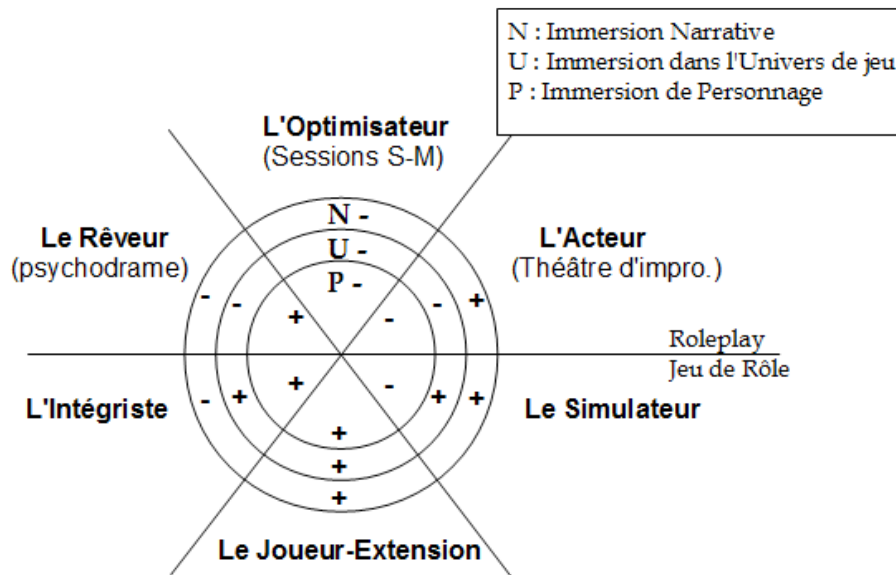 N : Immersion Narrative
U : Immersion dans l'Univers de jeu
P : Immersion de Personnage
L'Optimisateur
(Sessions S-M)
Le Rêveur
(psychodrame)
L'Acteur
(Théâtre d'impro.)
N -
U -
P -
- - + - - +
Roleplay
Jeu de Rôle
L'Intégriste
- + + - + +
Le Simulateur
+
+
+
Le Joueur-Extension